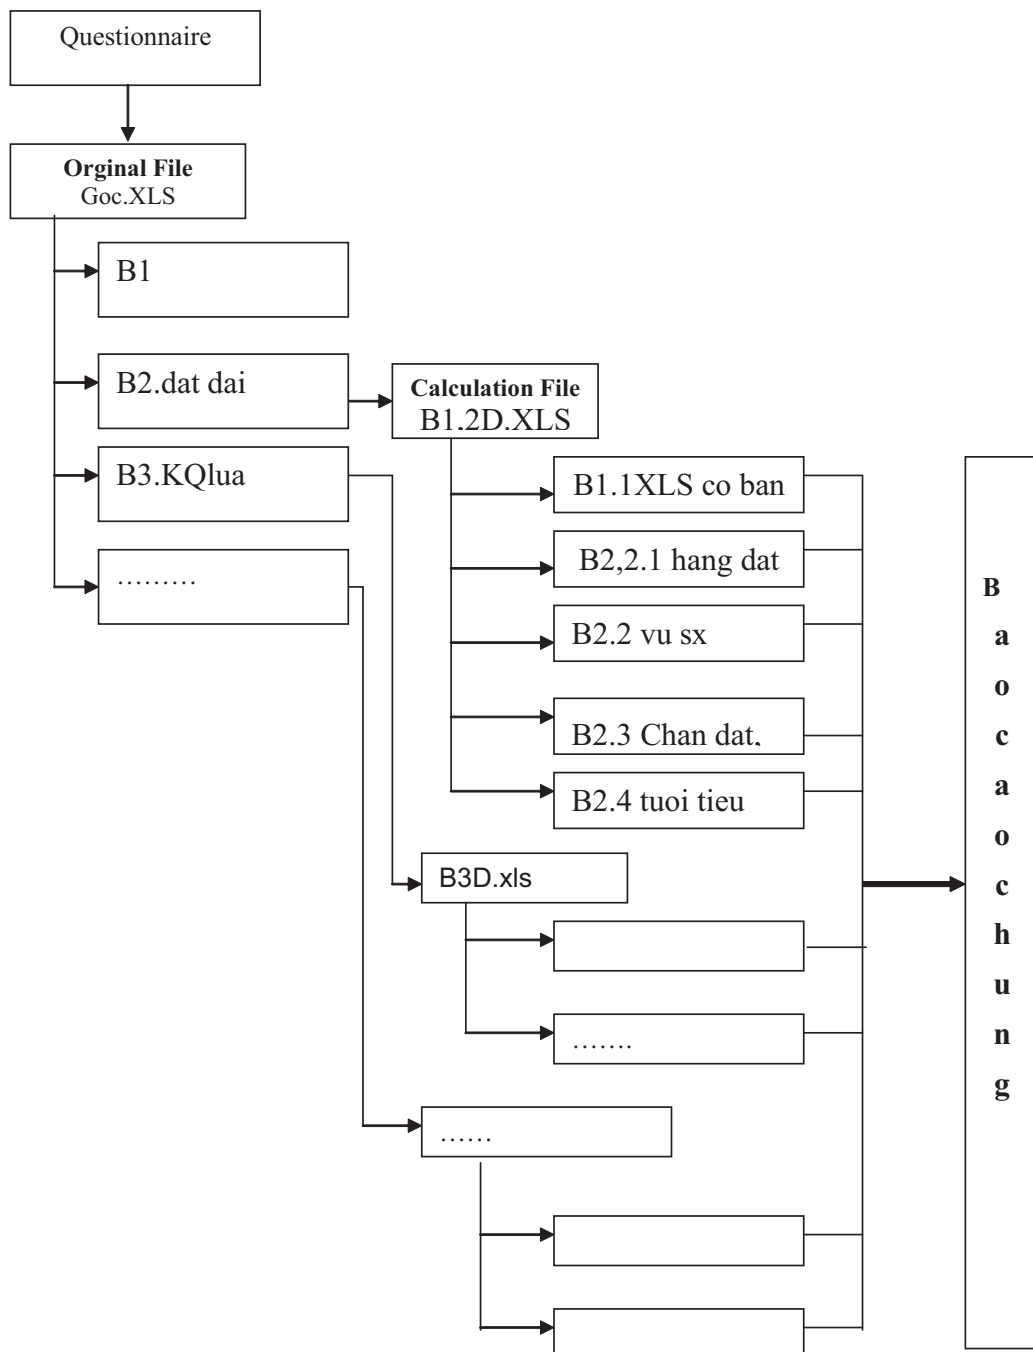 Questionnaire
Orginal File
Goc.XLS
B1
B2.dat dai
B3.KQlua
.........
Calculation File
B1.2D.XLS
B1.1XLS co ban
B2,2.1 hang dat
B2.2 vu sx
B2.3 Chan dat.
B2.4 tuoi tieu
B3D.xls
.......
......
B
a
o
c
a
o
c
h
u
n
g